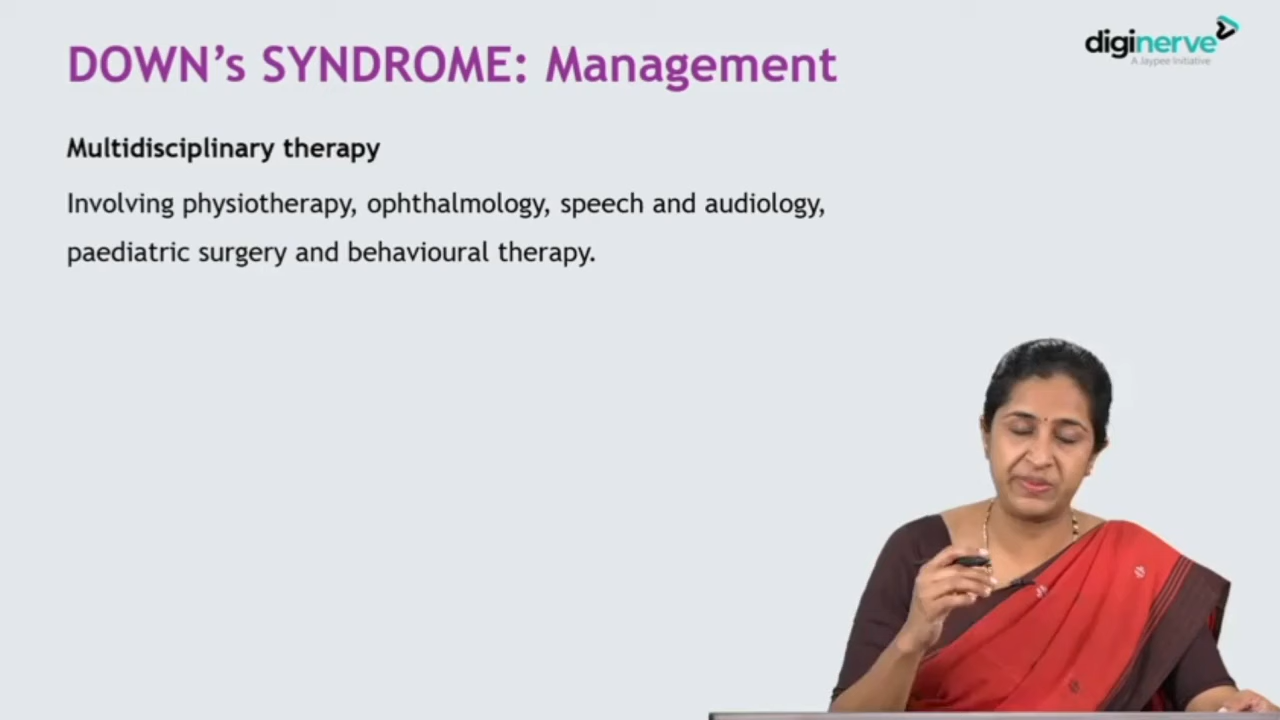 DOWN's SYNDROME: Management
diginerve
A Jaypee Initiative
Multidisciplinary therapy
Involving physiotherapy, ophthalmology, speech and audiology,
paediatric surgery and behavioural therapy.